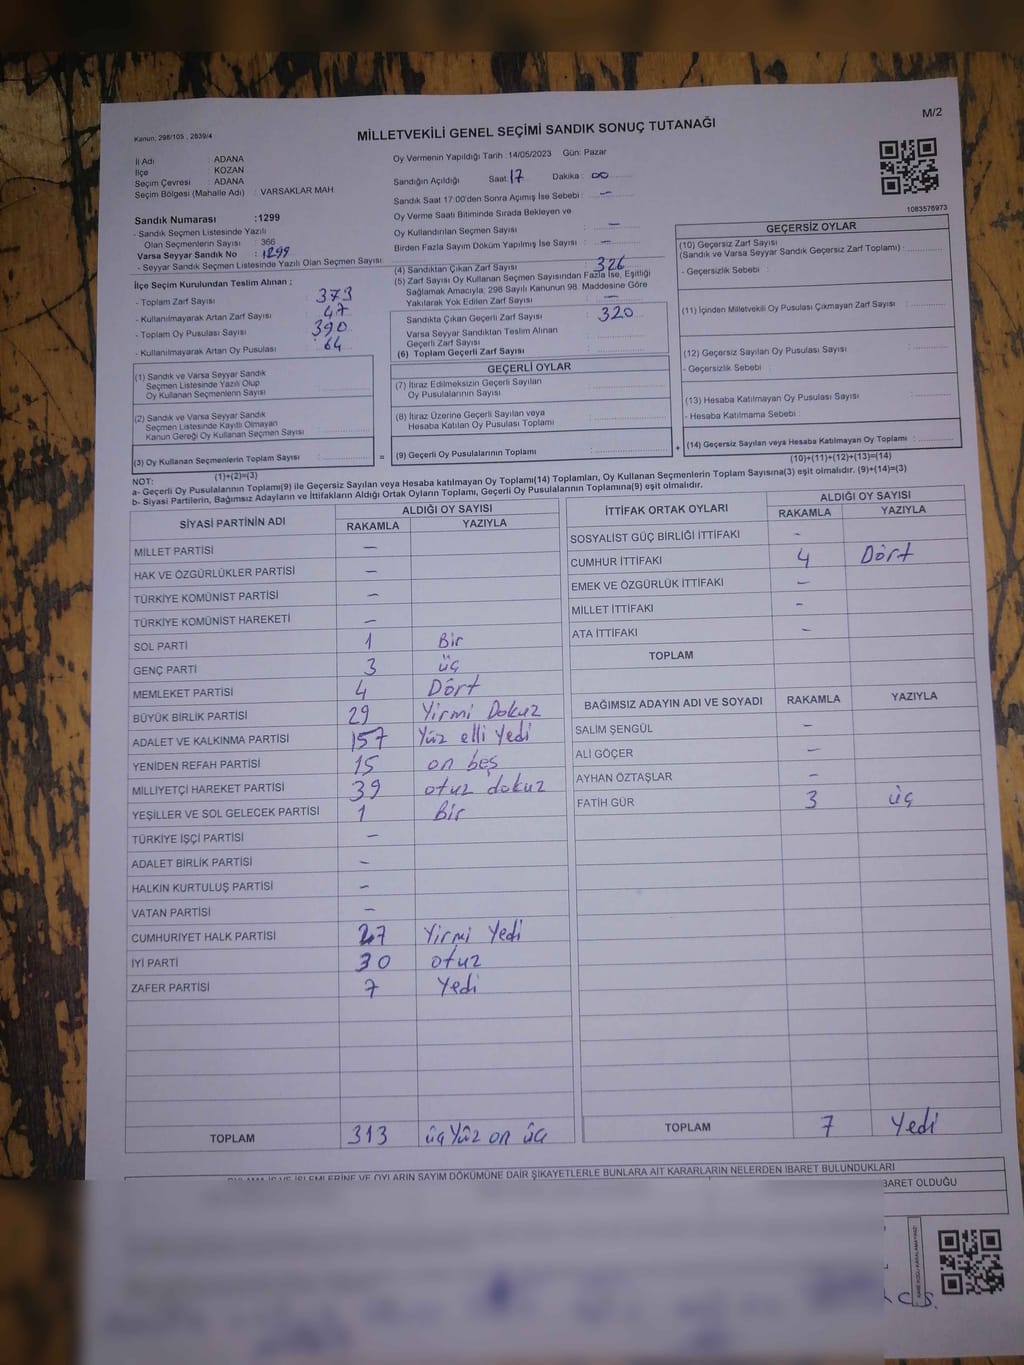 M/2
Kanun: 298/105 , 2839/4
MİLLETVEKİLİ GENEL SEÇİMİ SANDIK SONUÇ TUTANAĞI
İl Adı : ADANA
İlçe : KOZAN
Seçim Çevresi : ADANA
Seçim Bölgesi (Mahalle Adı) : VARSAKLAR MAH.
Sandık Numarası :1299
- Sandık Seçmen Listesinde Yazılı
Olan Seçmenlerin Sayısı : 366
Varsa Seyyar Sandık No : 1299
- Seyyar Sandık Seçmen Listesinde Yazılı Olan Seçmen Sayısı:
İlçe Seçim Kurulundan Teslim Alınan ;
- Toplam Zarf Sayısı : 373
- Kullanılmayarak Artan Zarf Sayısı : 47
- Toplam Oy Pusulası Sayısı : 390
- Kullanılmayarak Artan Oy Pusulası : 64
(1) Sandık ve Varsa Seyyar Sandık
Seçmen Listesinde Yazılı Olup
Oy Kullanan Seçmenlerin Sayısı :
(2) Sandık ve Varsa Seyyar Sandık
Seçmen Listesinde Kayıtlı Olmayan
Kanun Gereği Oy Kullanan Seçmen Sayısı :
(3) Oy Kullanan Seçmenlerin Toplam Sayısı :
(1)+(2)=(3)
Oy Vermenin Yapıldığı Tarih :14/05/2023 Gün: Pazar
Sandığın Açıldığı Saat: 17 Dakika : 00
Sandık Saat 17:00'den Sonra Açımış İse Sebebi : —
Oy Verme Saati Bitiminde Sırada Bekleyen ve
Oy Kullandırılan Seçmen Sayısı : —
Birden Fazla Sayım Döküm Yapılmış İse Sayısı : —
(4) Sandıktan Çıkan Zarf Sayısı : 326
(5) Zarf Sayısı Oy Kullanan Seçmen Sayısından Fazla İse, Eşitliği
Sağlamak Amacıyla, 298 Sayılı Kanunun 98. Maddesine Göre
Yakılarak Yok Edilen Zarf Sayısı : —
Sandıkta Çıkan Geçerli Zarf Sayısı : 320
Varsa Seyyar Sandıktan Teslim Alınan
Geçerli Zarf Sayısı :
(6) Toplam Geçerli Zarf Sayısı :
GEÇERLİ OYLAR
(7) İtiraz Edilmeksizin Geçerli Sayılan
Oy Pusulalarının Sayısı :
(8) İtiraz Üzerine Geçerli Sayılan veya
Hesaba Katılan Oy Pusulası Toplamı :
= (9) Geçerli Oy Pusulalarının Toplamı : +
1083576973
GEÇERSİZ OYLAR
(10) Geçersiz Zarf Sayısı
(Sandık ve Varsa Seyyar Sandık Geçersiz Zarf Toplamı) :
- Geçersizlik Sebebi :
(11) İçinden Milletvekili Oy Pusulası Çıkmayan Zarf Sayısı :
(12) Geçersiz Sayılan Oy Pusulası Sayısı :
- Geçersizlik Sebebi :
(13) Hesaba Katılmayan Oy Pusulası Sayısı :
- Hesaba Katılmama Sebebi :
(14) Geçersiz Sayılan veya Hesaba Katılmayan Oy Toplamı :
(10)+(11)+(12)+(13)=(14)
NOT:
a- Geçerli Oy Pusulalarının Toplamı(9) ile Geçersiz Sayılan veya Hesaba katılmayan Oy Toplamı(14) Toplamları, Oy Kullanan Seçmenlerin Toplam Sayısına(3) eşit olmalıdır. (9)+(14)=(3)
b- Siyasi Partilerin, Bağımsız Adayların ve İttifakların Aldığı Ortak Oyların Toplamı, Geçerli Oy Pusulalarının Toplamına(9) eşit olmalıdır.
SİYASİ PARTİNİN ADI ALDIĞI OY SAYISI
RAKAMLA YAZIYLA
MİLLET PARTİSİ —
HAK VE ÖZGÜRLÜKLER PARTİSİ —
TÜRKİYE KOMÜNİST PARTİSİ —
TÜRKİYE KOMÜNİST HAREKETİ —
SOL PARTİ 1 Bir
GENÇ PARTİ 3 üç
MEMLEKET PARTİSİ 4 Dört
BÜYÜK BİRLİK PARTİSİ 29 Yirmi Dokuz
ADALET VE KALKINMA PARTİSİ 157 Yüz elli Yedi
YENİDEN REFAH PARTİSİ 15 on beş
MİLLİYETÇİ HAREKET PARTİSİ 39 otuz dokuz
YEŞİLLER VE SOL GELECEK PARTİSİ 1 Bir
TÜRKİYE İŞÇİ PARTİSİ —
ADALET BİRLİK PARTİSİ —
HALKIN KURTULUŞ PARTİSİ —
VATAN PARTİSİ —
CUMHURİYET HALK PARTİSİ 27 Yirmi Yedi
İYİ PARTİ 30 otuz
ZAFER PARTİSİ 7 Yedi
TOPLAM 313 üç Yüz on üç
İTTİFAK ORTAK OYLARI ALDIĞI OY SAYISI
RAKAMLA YAZIYLA
SOSYALİST GÜÇ BİRLİĞİ İTTİFAKI —
CUMHUR İTTİFAKI 4 Dört
EMEK VE ÖZGÜRLÜK İTTİFAKI —
MİLLET İTTİFAKI —
ATA İTTİFAKI —
TOPLAM
BAĞIMSIZ ADAYIN ADI VE SOYADI RAKAMLA YAZIYLA
SALİM ŞENGÜL —
ALİ GÖÇER —
AYHAN ÖZTAŞLAR —
FATİH GÜR 3 üç
TOPLAM 7 Yedi
İŞLEMLERİNE VE OYLARIN SAYIM DÖKÜMÜNE DAİR ŞİKAYETLERLE BUNLARA AİT KARARLARIN NELERDEN İBARET BULUNDUKLARI
BARET OLDUĞU